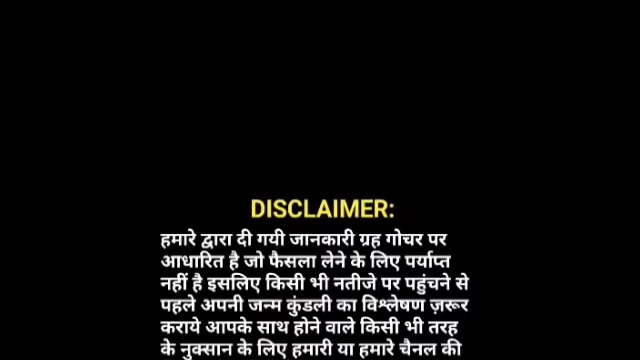 DISCLAIMER:
हमारे द्वारा दी गयी जानकारी ग्रह गोचर पर
आधारित है जो फैसला लेने के लिए पर्याप्त
नहीं है इसलिए किसी भी नतीजे पर पहुंचने से
पहले अपनी जन्म कुंडली का विश्लेषण ज़रूर
कराये आपके साथ होने वाले किसी भी तरह
के नुक्सान के लिए हमारी या हमारे चैनल की